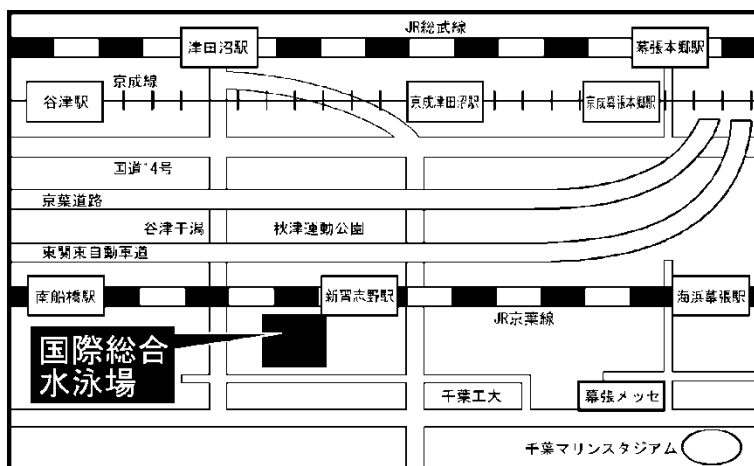 JR総武線
津田沼駅
幕張本郷駅
京成線
谷津駅
京成津田沼駅
京成幕張本郷駅
国道14号
京葉道路
谷津干潟
秋津運動公園
東関東自動車道
南船橋駅
新習志野駅
海浜幕張駅
JR京葉線
国際総合
水泳場
千葉工大
幕張メッセ
千葉マリンスタジアム